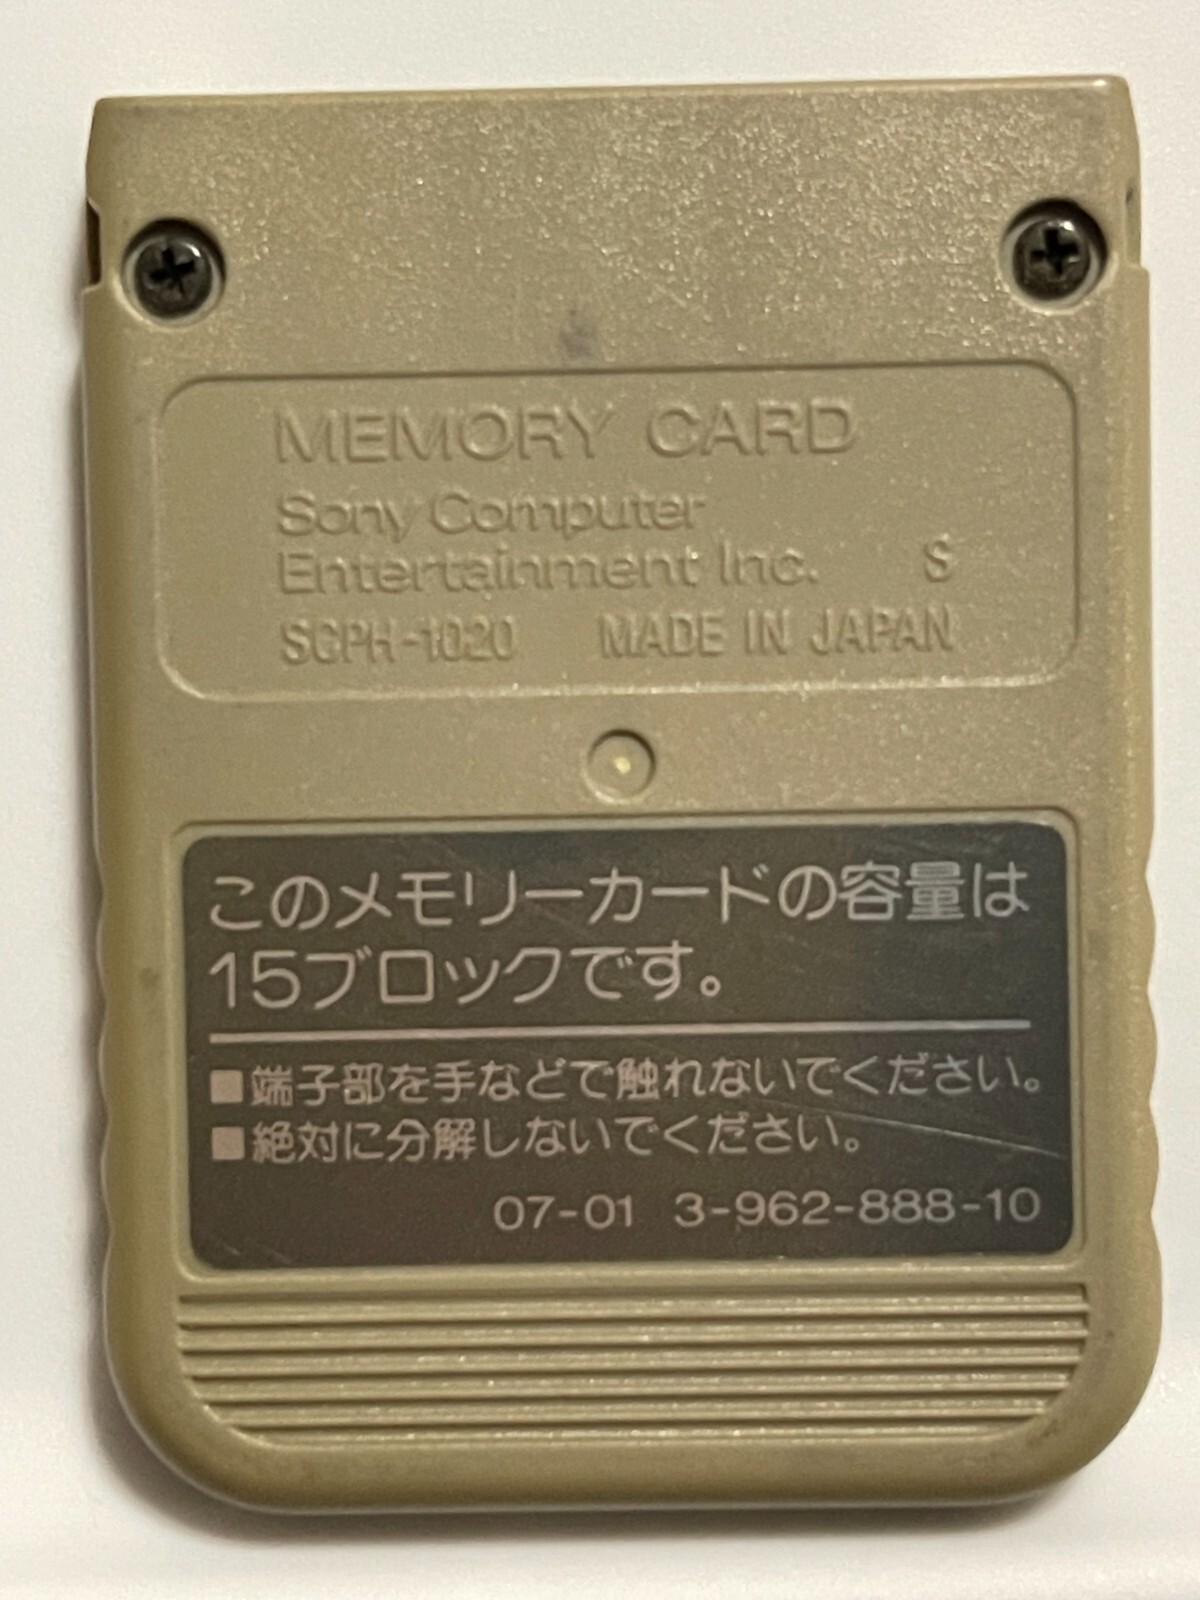 MEMORY CARD
Sony Computer
Entertainment Inc. S
SCPH-1020 MADE IN JAPAN
このメモリーカードの容量は
15ブロックです。
■端子部を手などで触れないでください。
■絶対に分解しないでください。
07-01 3-962-888-10